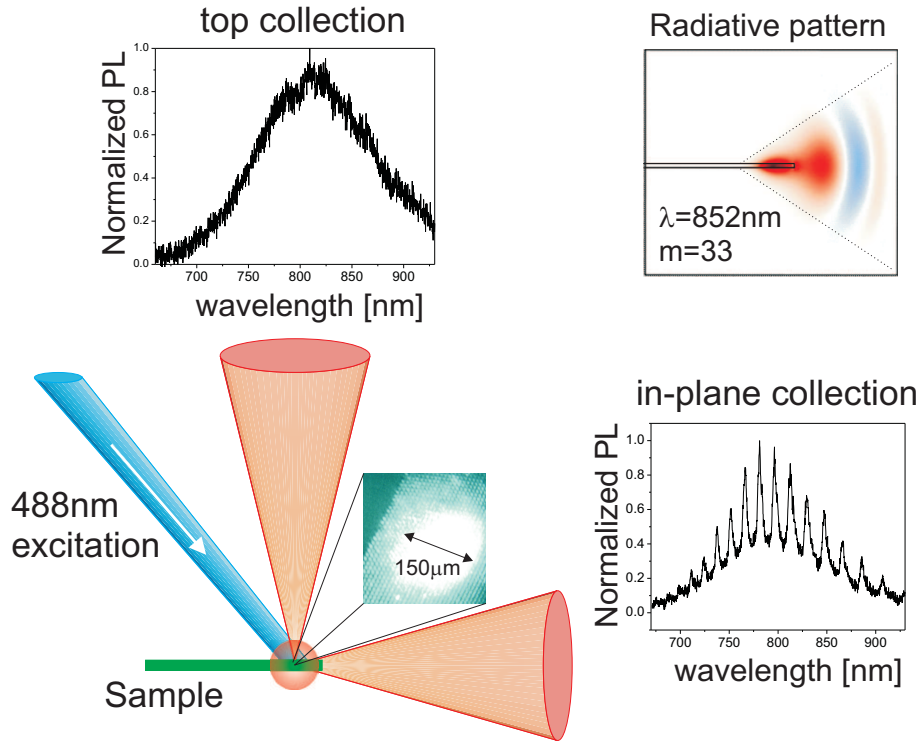 top collection
Normalized PL
1.0
0.8
0.6
0.4
0.2
0.0
700 750 800 850 900
wavelength [nm]
Radiative pattern
λ=852nm
m=33
488nm
excitation
150μm
Sample
in-plane collection
Normalized PL
1.0
0.8
0.6
0.4
0.2
0.0
700 750 800 850 900
wavelength [nm]